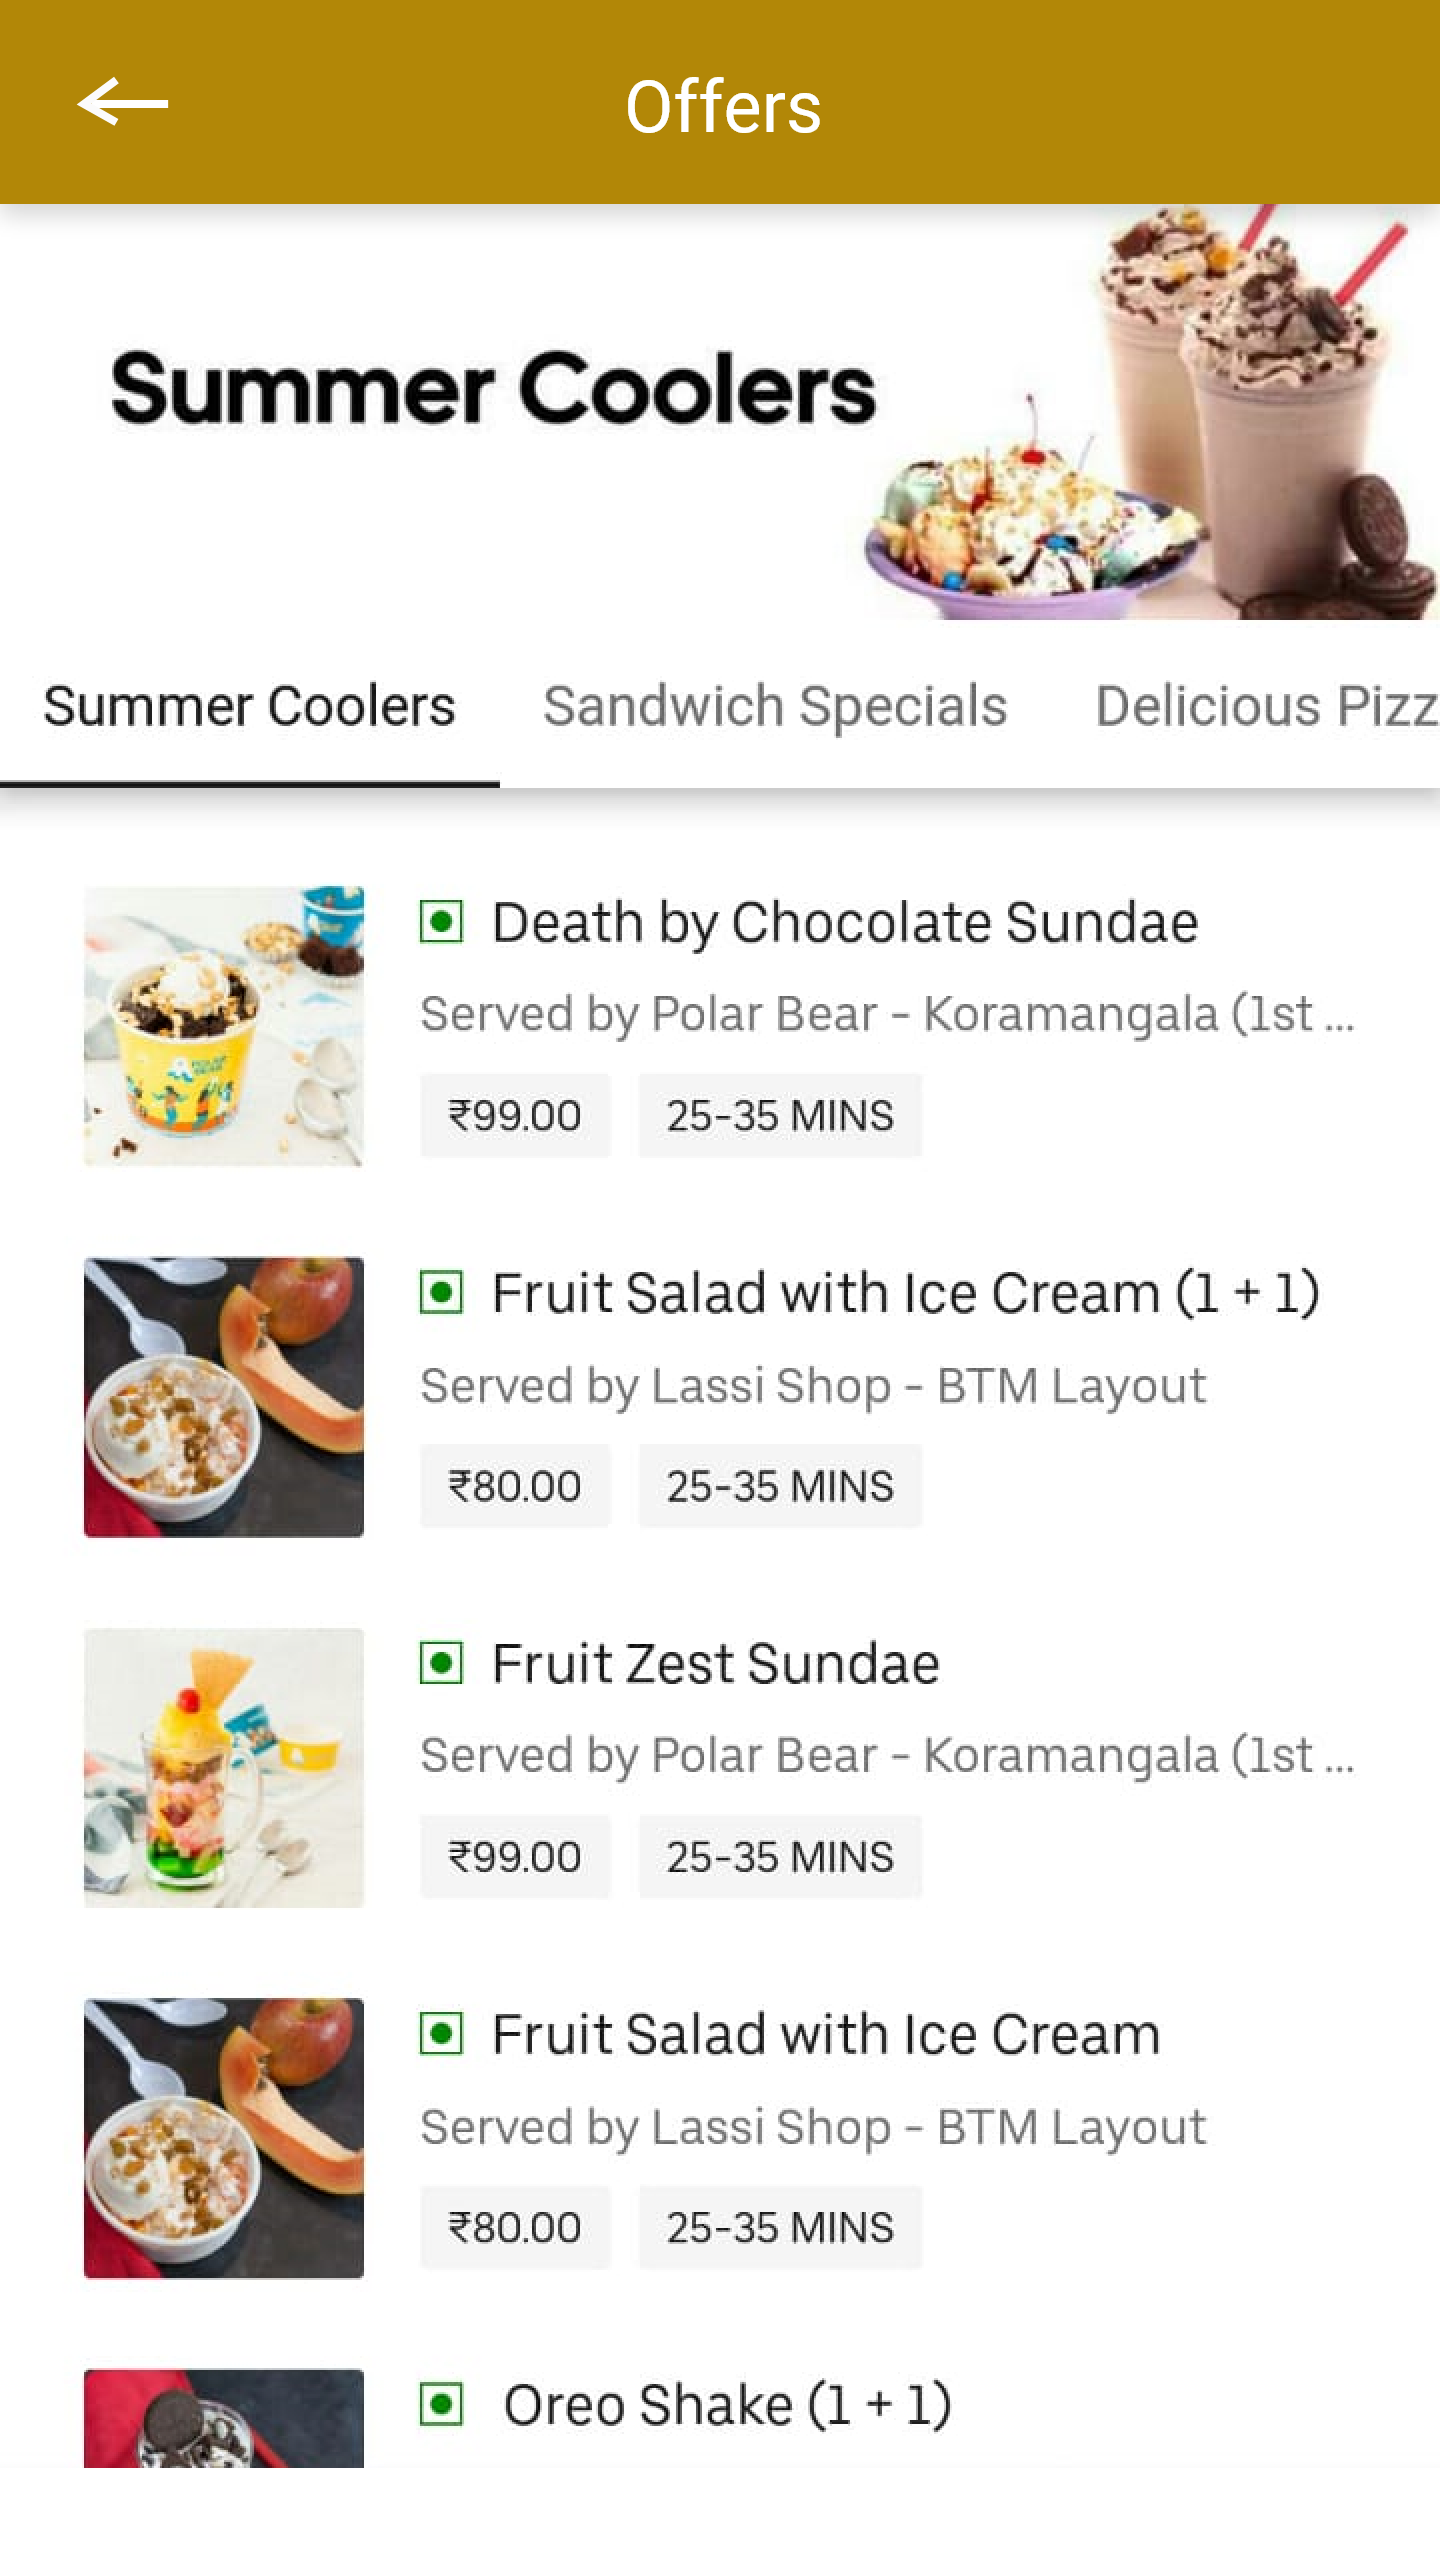 Offers
Summer Coolers
Summer Coolers Sandwich Specials Delicious Pizz
Death by Chocolate Sundae
Served by Polar Bear - Koramangala (1st ...
₹99.00 25-35 MINS
Fruit Salad with Ice Cream (1 + 1)
Served by Lassi Shop - BTM Layout
₹80.00 25-35 MINS
Fruit Zest Sundae
Served by Polar Bear - Koramangala (1st ...
₹99.00 25-35 MINS
Fruit Salad with Ice Cream
Served by Lassi Shop - BTM Layout
₹80.00 25-35 MINS
Oreo Shake (1 + 1)